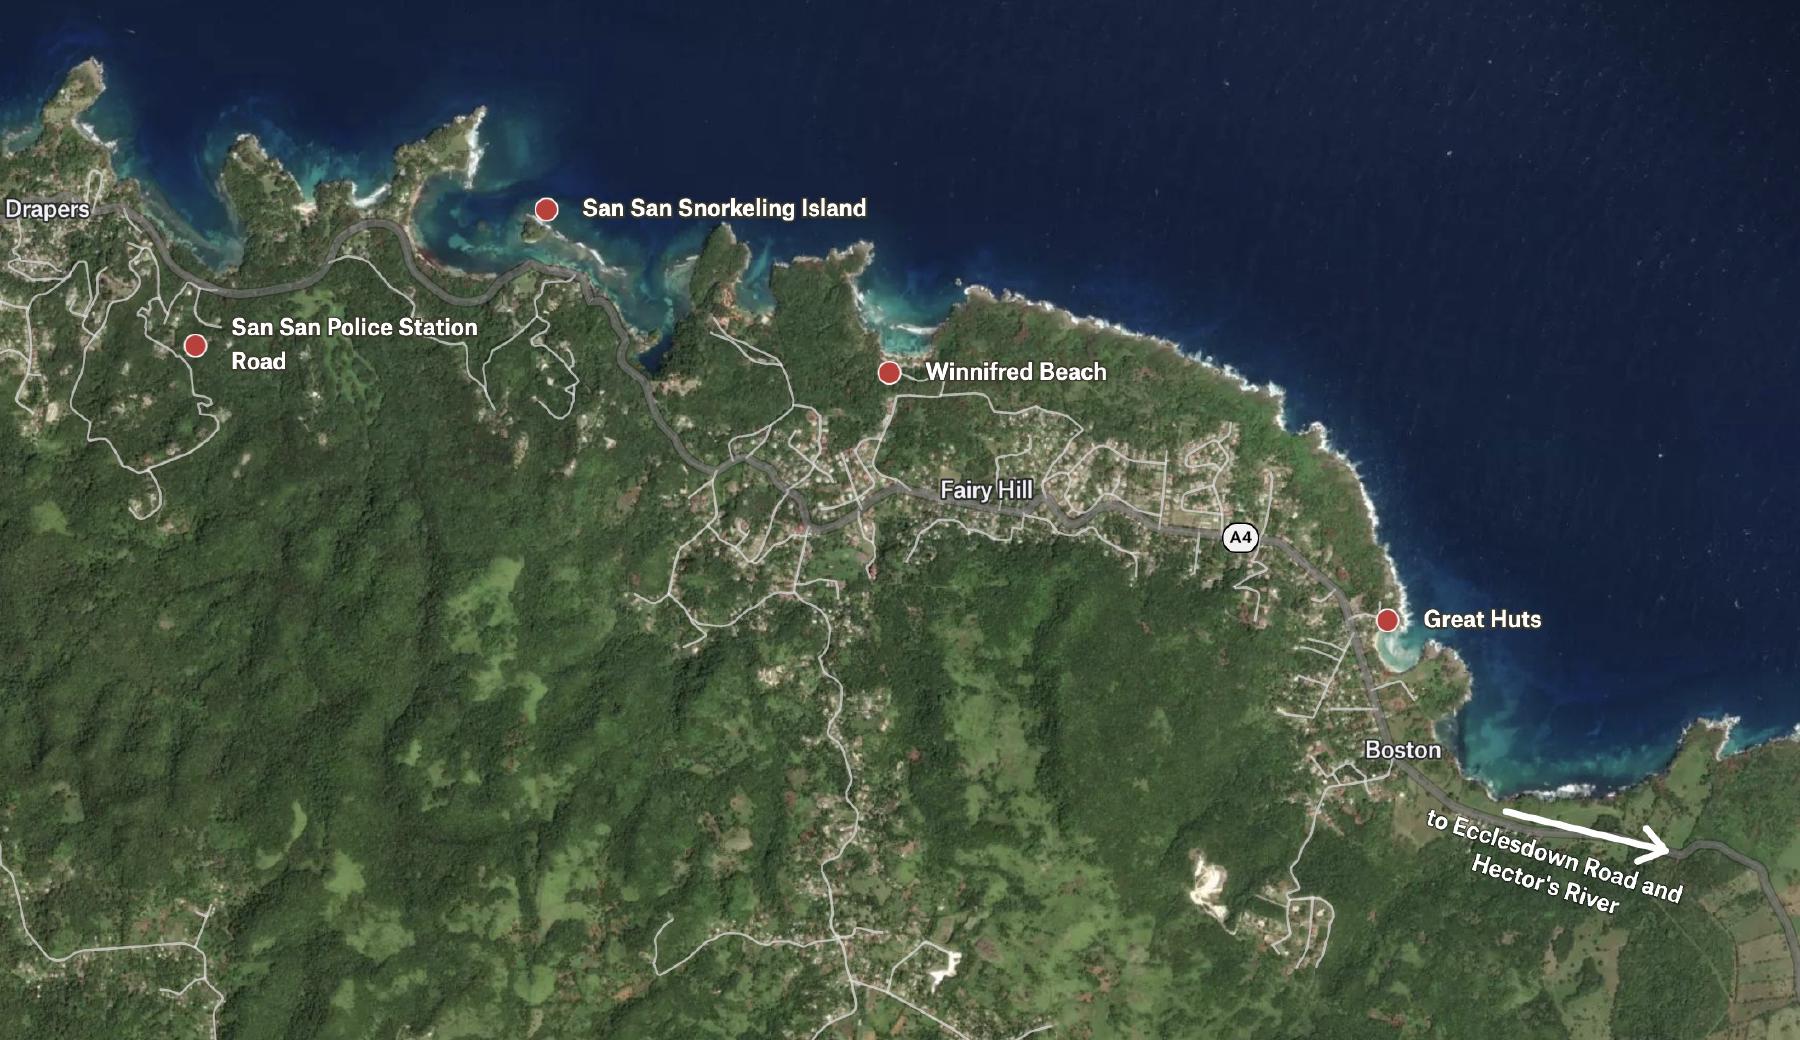 Drapers
San San Snorkeling Island
San San Police Station
Road
Winnifred Beach
Fairy Hill
A4
Great Huts
Boston
to Ecclesdown Road and
Hector's River